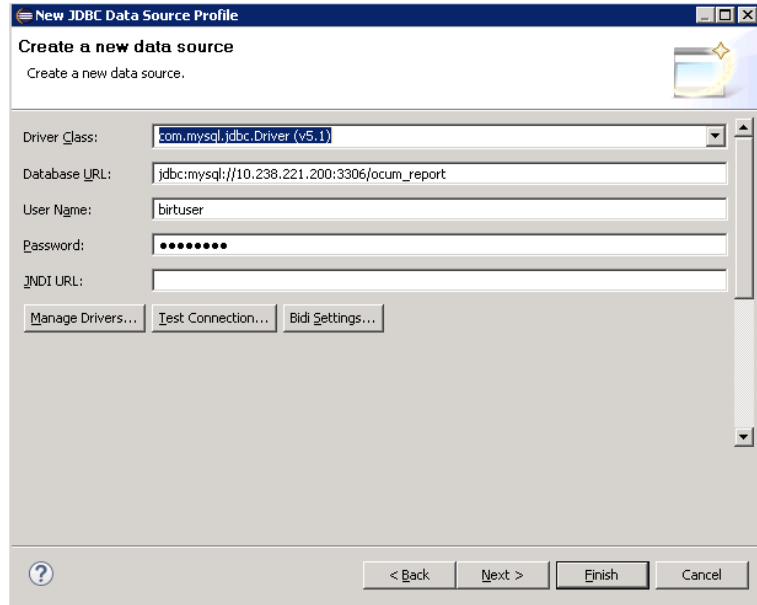 New JDBC Data Source Profile
Create a new data source
Create a new data source.
Driver Class: com.mysql.jdbc.Driver (v5.1)
Database URL: jdbc:mysql://10.238.221.200:3306/ocum_report
User Name: birtuser
Password: ●●●●●●●●
JNDI URL:
Manage Drivers... Test Connection... Bidi Settings...
? < Back Next > Finish Cancel